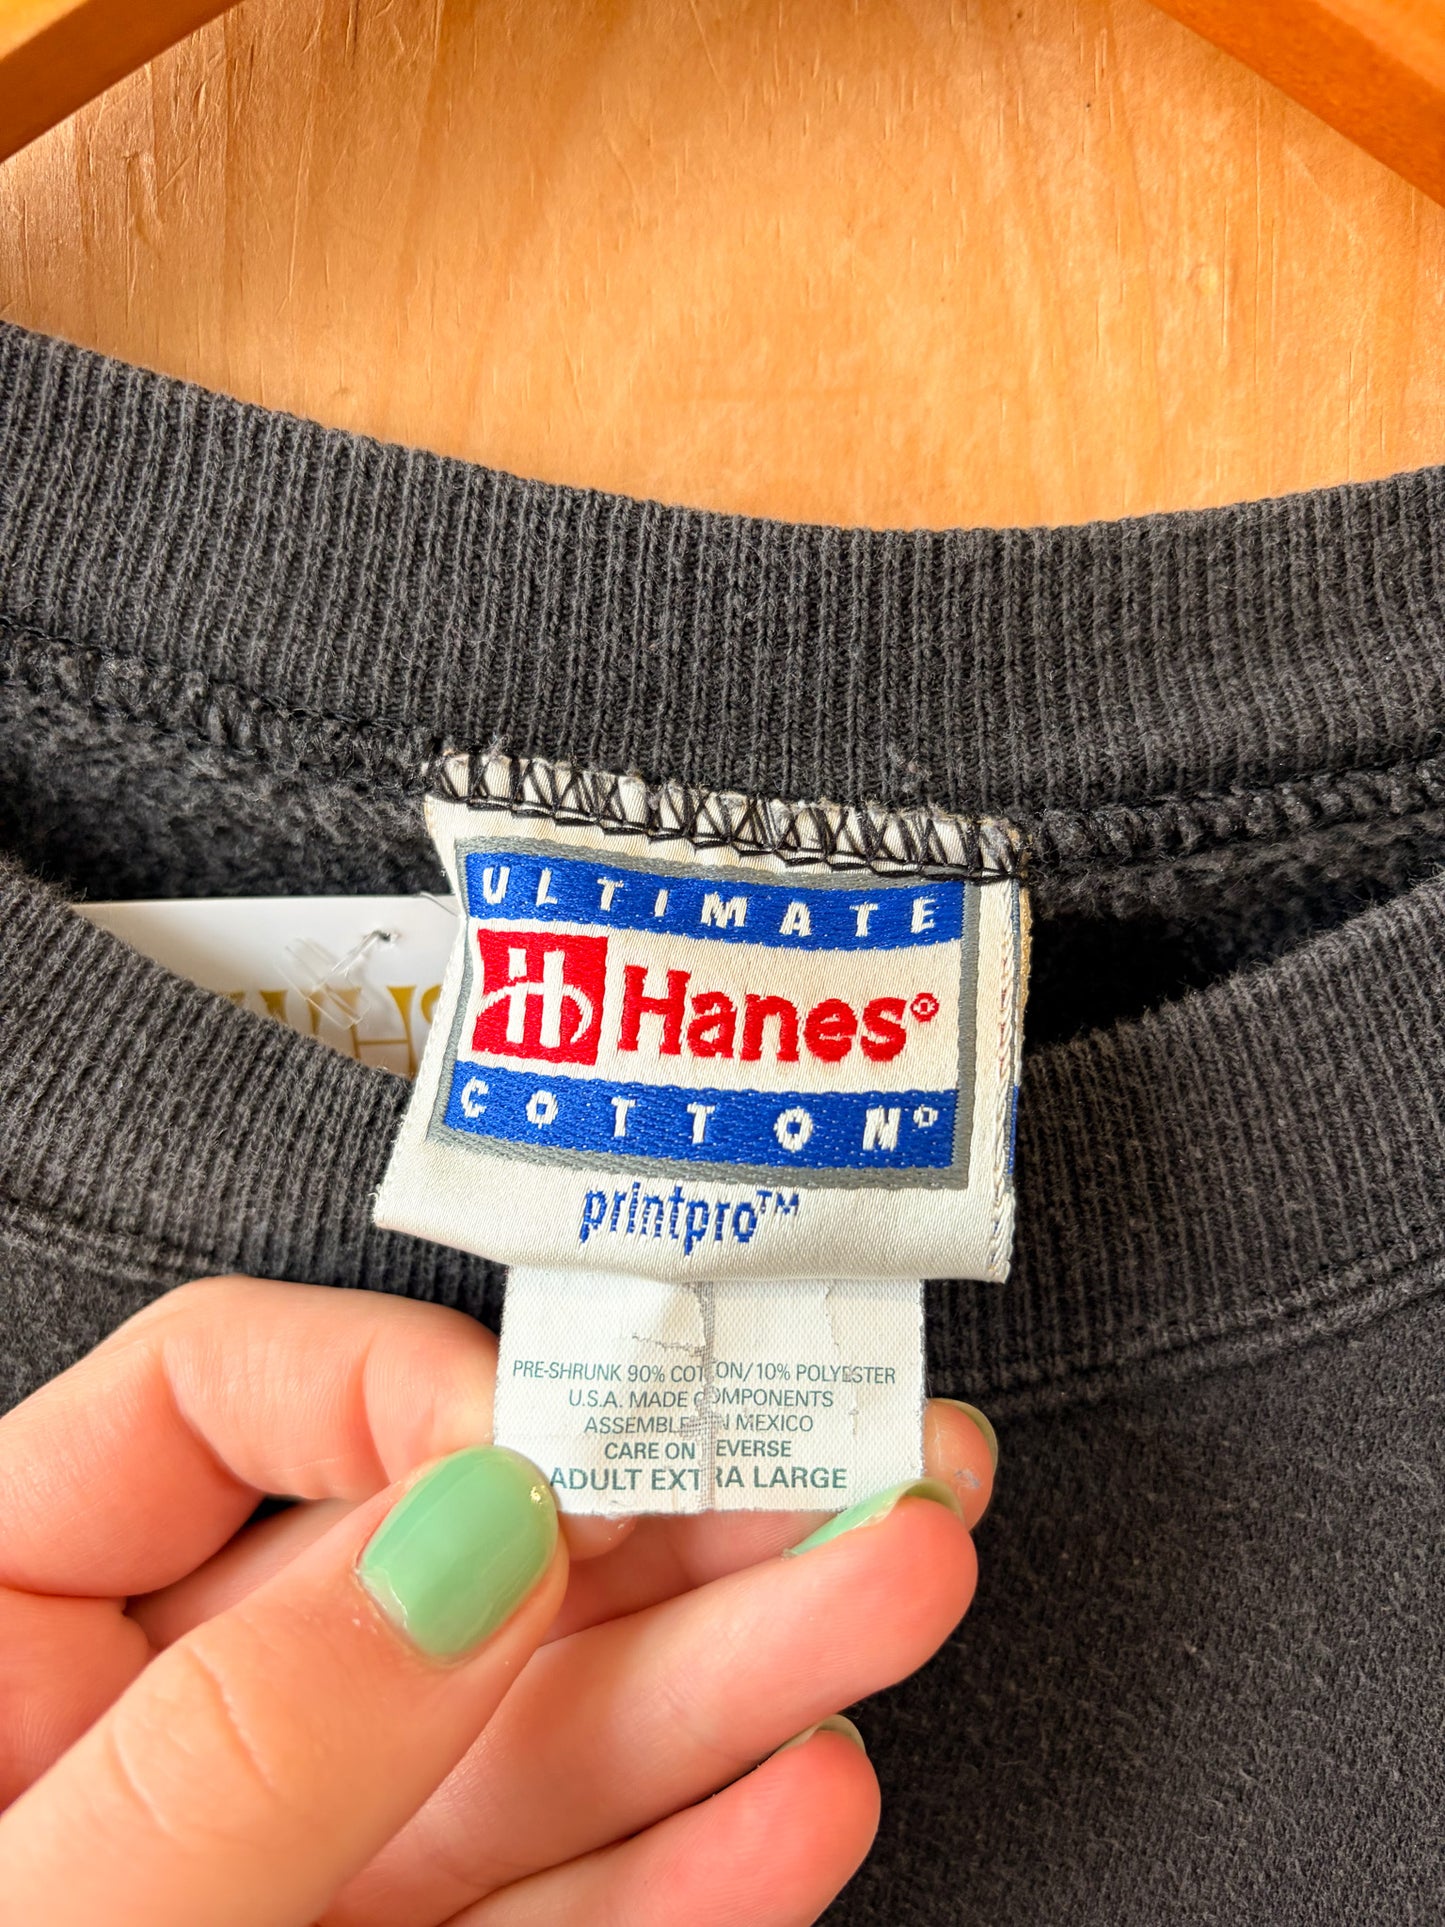 ULTIMATE
Hanes®
COTTON®
printpro™
PRE-SHRUNK 90% COTTON/10% POLYESTER
U.S.A. MADE COMPONENTS
ASSEMBLED IN MEXICO
CARE ON REVERSE
ADULT EXTRA LARGE